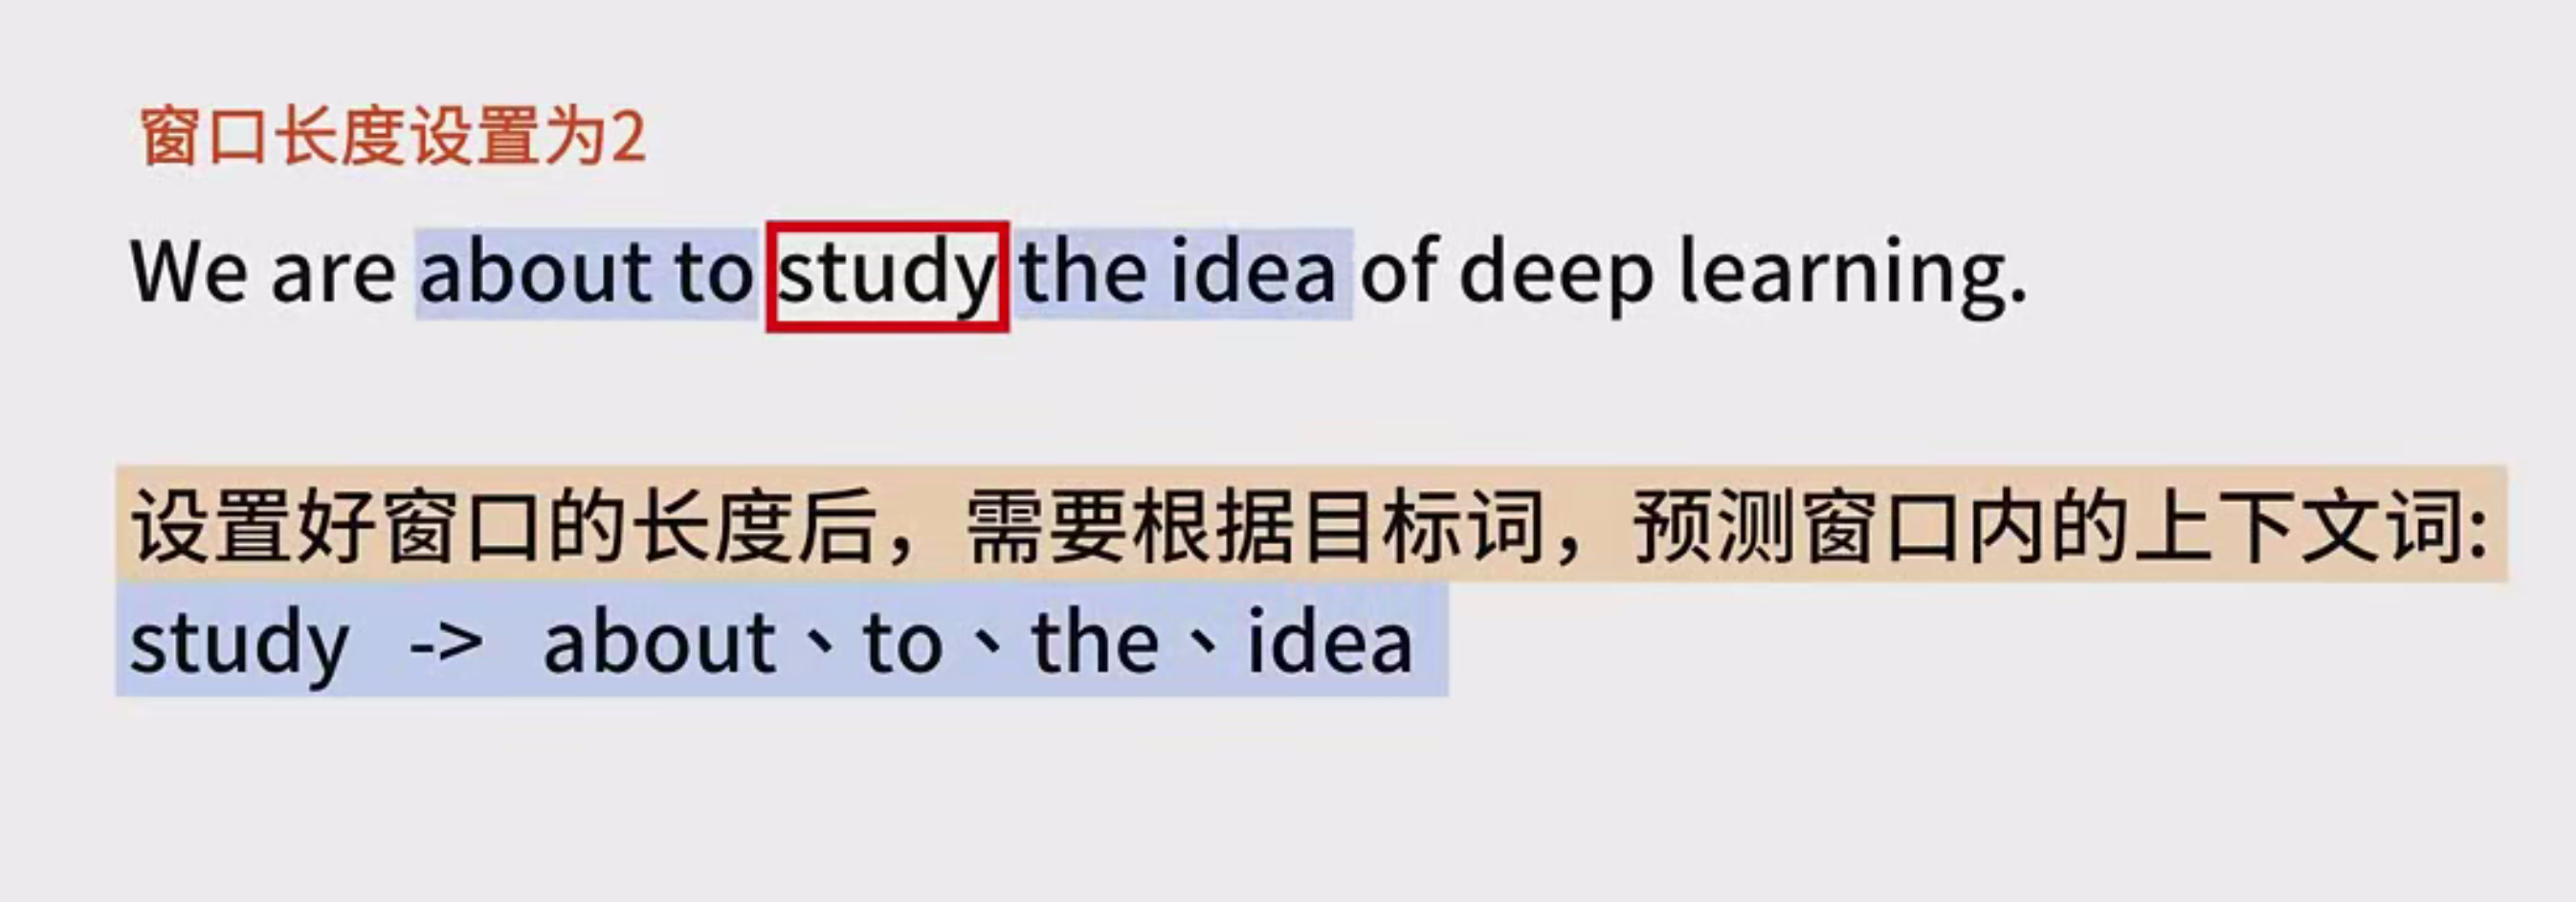 窗口长度设置为2
We are about to study the idea of deep learning.
设置好窗口的长度后，需要根据目标词，预测窗口内的上下文词:
study -> about、to、the、idea